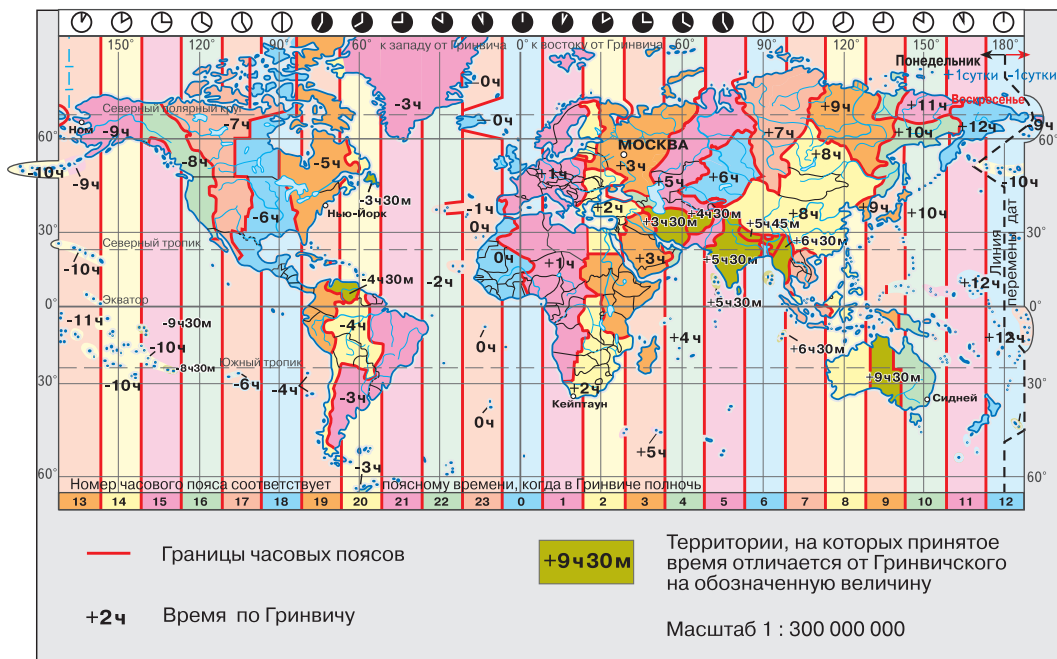 150° 120° 90° 60° к западу от Гринвича 0° к востоку от Гринвича 60° 90° 120° 150° 180°
Понедельник
+1сутки -1сутки
Воскресенье
-0ч
-3ч
-0ч
Северный полярный круг
Ном
-9ч
-7ч
+9ч
+11ч
+10ч
+12ч
-9ч
60°
60°
-8ч
-5ч
МОСКВА
+3ч
+7ч
+8ч
-10ч
-9ч
+1ч
+5ч
+6ч
-10ч
-3ч30м
Нью-Йорк
-6ч
-1ч
0ч
+2ч
+3ч30м
+4ч30м
+5ч45м
+8ч
+9ч
+10ч
30°
30°
Северный тропик
-10ч
0ч
+1ч
+3ч
+6ч30м
+5ч30м
-4ч30м
-2ч
+5ч30м
+12ч
Линия перемены дат
Экватор
0°
0°
-11ч
-9ч30м
-4ч
-10ч
-8ч30м
-10ч
Южный тропик
-6ч
-4ч
0ч
+4ч
+6ч30м
+12ч
+9ч30м
30°
30°
-3ч
+2ч
Кейптаун
Сидней
0ч
+5ч
-3ч
60°
60°
Номер часового пояса соответствует поясному времени, когда в Гринвиче полночь
13 14 15 16 17 18 19 20 21 22 23 0 1 2 3 4 5 6 7 8 9 10 11 12
Границы часовых поясов
+2ч Время по Гринвичу
+9ч30м
Территории, на которых принятое
время отличается от Гринвичского
на обозначенную величину
Масштаб 1 : 300 000 000